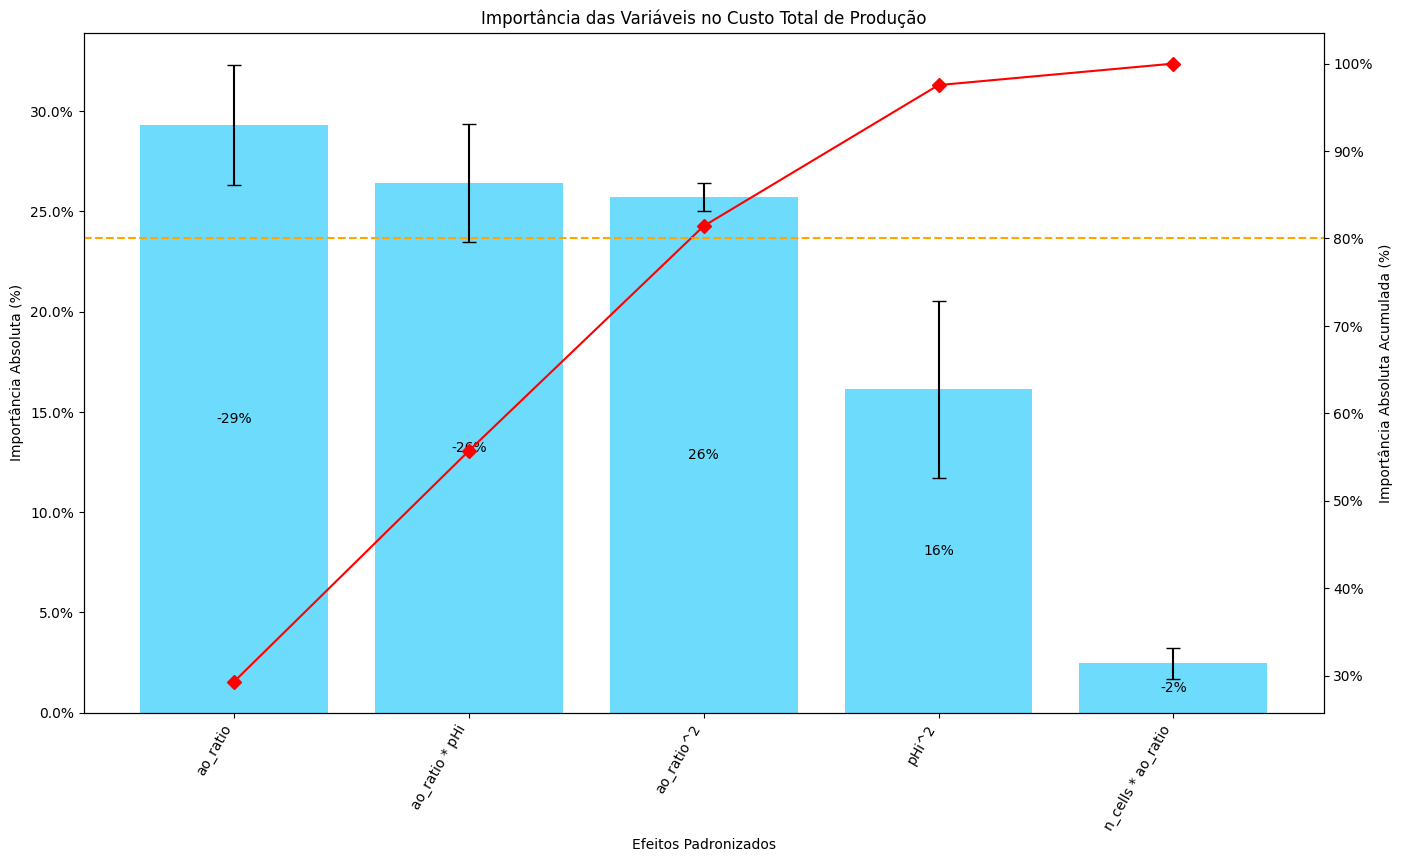 Importância das Variáveis no Custo Total de Produção
Importância Absoluta (%)
30.0%
25.0%
20.0%
15.0%
10.0%
5.0%
0.0%
-29%
-26%
26%
16%
-2%
100%
90%
80%
70%
60%
50%
40%
30%
Importância Absoluta Acumulada (%)
ao_ratio
ao_ratio * pHi
ao_ratio^2
pHi^2
n_cells * ao_ratio
Efeitos Padronizados